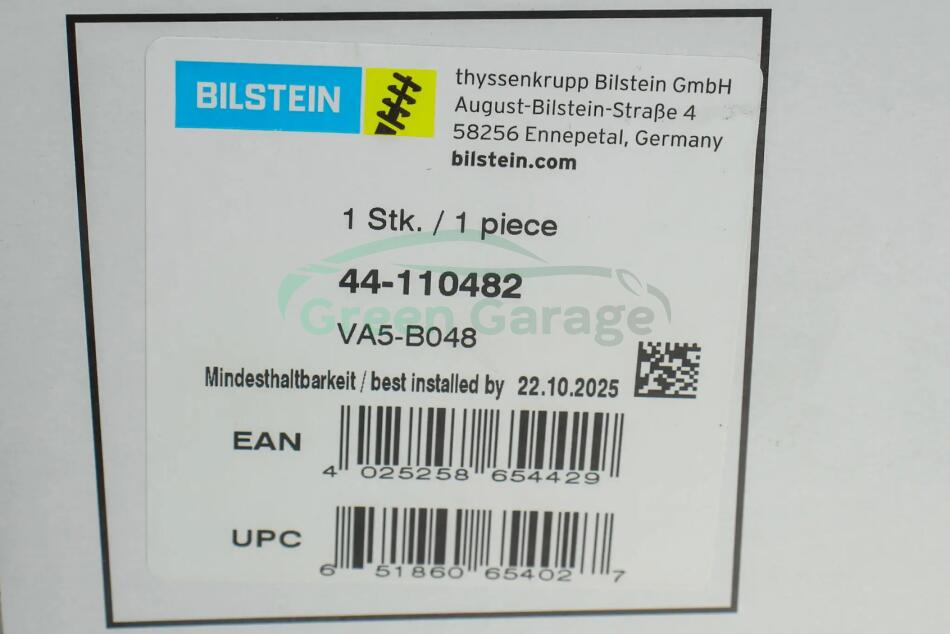 BILSTEIN
thyssenkrupp Bilstein GmbH
August-Bilstein-Straße 4
58256 Ennepetal, Germany
bilstein.com
1 Stk. / 1 piece
44-110482
Green Garage
VA5-B048
Mindesthaltbarkeit / best installed by 22.10.2025
EAN
4 025258 654429
UPC
6 51860 65402 7